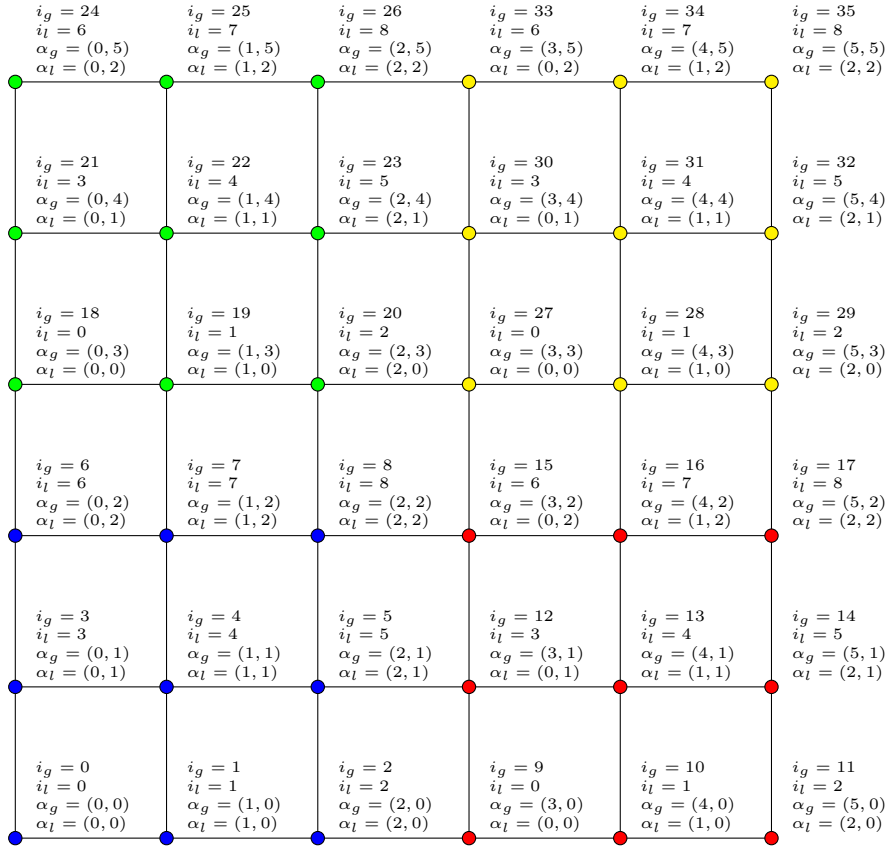 i_g = 24
i_l = 6
α_g = (0, 5)
α_l = (0, 2)
i_g = 25
i_l = 7
α_g = (1, 5)
α_l = (1, 2)
i_g = 26
i_l = 8
α_g = (2, 5)
α_l = (2, 2)
i_g = 33
i_l = 6
α_g = (3, 5)
α_l = (0, 2)
i_g = 34
i_l = 7
α_g = (4, 5)
α_l = (1, 2)
i_g = 35
i_l = 8
α_g = (5, 5)
α_l = (2, 2)
i_g = 21
i_l = 3
α_g = (0, 4)
α_l = (0, 1)
i_g = 22
i_l = 4
α_g = (1, 4)
α_l = (1, 1)
i_g = 23
i_l = 5
α_g = (2, 4)
α_l = (2, 1)
i_g = 30
i_l = 3
α_g = (3, 4)
α_l = (0, 1)
i_g = 31
i_l = 4
α_g = (4, 4)
α_l = (1, 1)
i_g = 32
i_l = 5
α_g = (5, 4)
α_l = (2, 1)
i_g = 18
i_l = 0
α_g = (0, 3)
α_l = (0, 0)
i_g = 19
i_l = 1
α_g = (1, 3)
α_l = (1, 0)
i_g = 20
i_l = 2
α_g = (2, 3)
α_l = (2, 0)
i_g = 27
i_l = 0
α_g = (3, 3)
α_l = (0, 0)
i_g = 28
i_l = 1
α_g = (4, 3)
α_l = (1, 0)
i_g = 29
i_l = 2
α_g = (5, 3)
α_l = (2, 0)
i_g = 6
i_l = 6
α_g = (0, 2)
α_l = (0, 2)
i_g = 7
i_l = 7
α_g = (1, 2)
α_l = (1, 2)
i_g = 8
i_l = 8
α_g = (2, 2)
α_l = (2, 2)
i_g = 15
i_l = 6
α_g = (3, 2)
α_l = (0, 2)
i_g = 16
i_l = 7
α_g = (4, 2)
α_l = (1, 2)
i_g = 17
i_l = 8
α_g = (5, 2)
α_l = (2, 2)
i_g = 3
i_l = 3
α_g = (0, 1)
α_l = (0, 1)
i_g = 4
i_l = 4
α_g = (1, 1)
α_l = (1, 1)
i_g = 5
i_l = 5
α_g = (2, 1)
α_l = (2, 1)
i_g = 12
i_l = 3
α_g = (3, 1)
α_l = (0, 1)
i_g = 13
i_l = 4
α_g = (4, 1)
α_l = (1, 1)
i_g = 14
i_l = 5
α_g = (5, 1)
α_l = (2, 1)
i_g = 0
i_l = 0
α_g = (0, 0)
α_l = (0, 0)
i_g = 1
i_l = 1
α_g = (1, 0)
α_l = (1, 0)
i_g = 2
i_l = 2
α_g = (2, 0)
α_l = (2, 0)
i_g = 9
i_l = 0
α_g = (3, 0)
α_l = (0, 0)
i_g = 10
i_l = 1
α_g = (4, 0)
α_l = (1, 0)
i_g = 11
i_l = 2
α_g = (5, 0)
α_l = (2, 0)